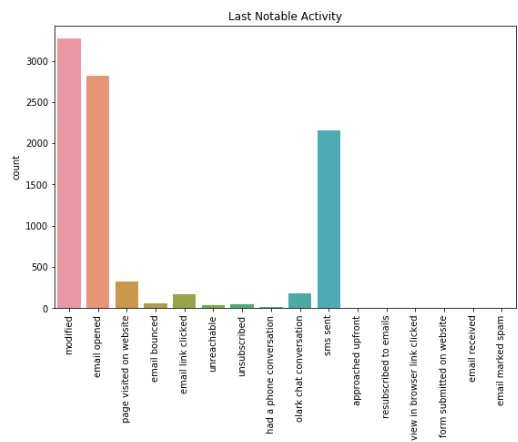 Last Notable Activity
count
3000
2500
2000
1500
1000
500
0
modified
email opened
page visited on website
email bounced
email link clicked
unreachable
unsubscribed
had a phone conversation
olark chat conversation
sms sent
approached upfront
resubscribed to emails
view in browser link clicked
form submitted on website
email received
email marked spam